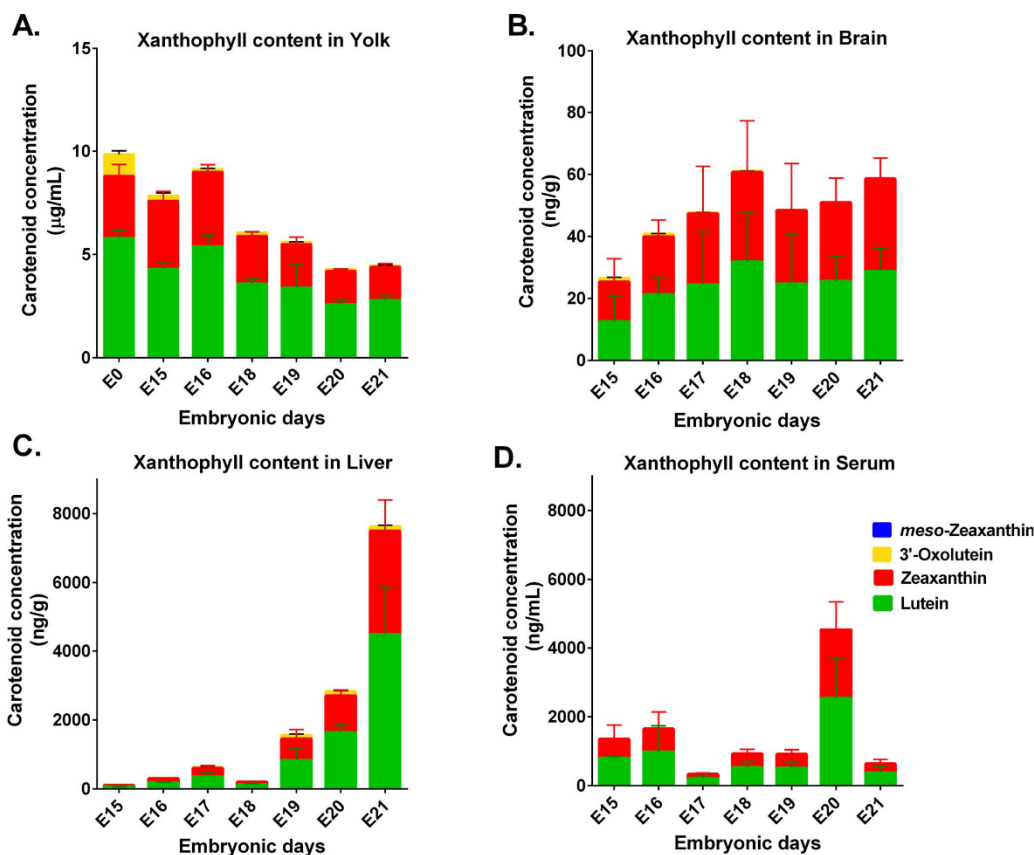 A.
Xanthophyll content in Yolk
Carotenoid concentration
(µg/mL)
15
10
5
0
E0
E15
E16
E18
E19
E20
E21
Embryonic days
B.
Xanthophyll content in Brain
Carotenoid concentration
(ng/g)
100
80
60
40
20
0
E15
E16
E17
E18
E19
E20
E21
Embryonic days
C.
Xanthophyll content in Liver
Carotenoid concentration
(ng/g)
8000
6000
4000
2000
0
E15
E16
E17
E18
E19
E20
E21
Embryonic days
D.
Xanthophyll content in Serum
Carotenoid concentration
(ng/mL)
8000
6000
4000
2000
0
E15
E16
E17
E18
E19
E20
E21
Embryonic days
meso-Zeaxanthin
3'-Oxolutein
Zeaxanthin
Lutein